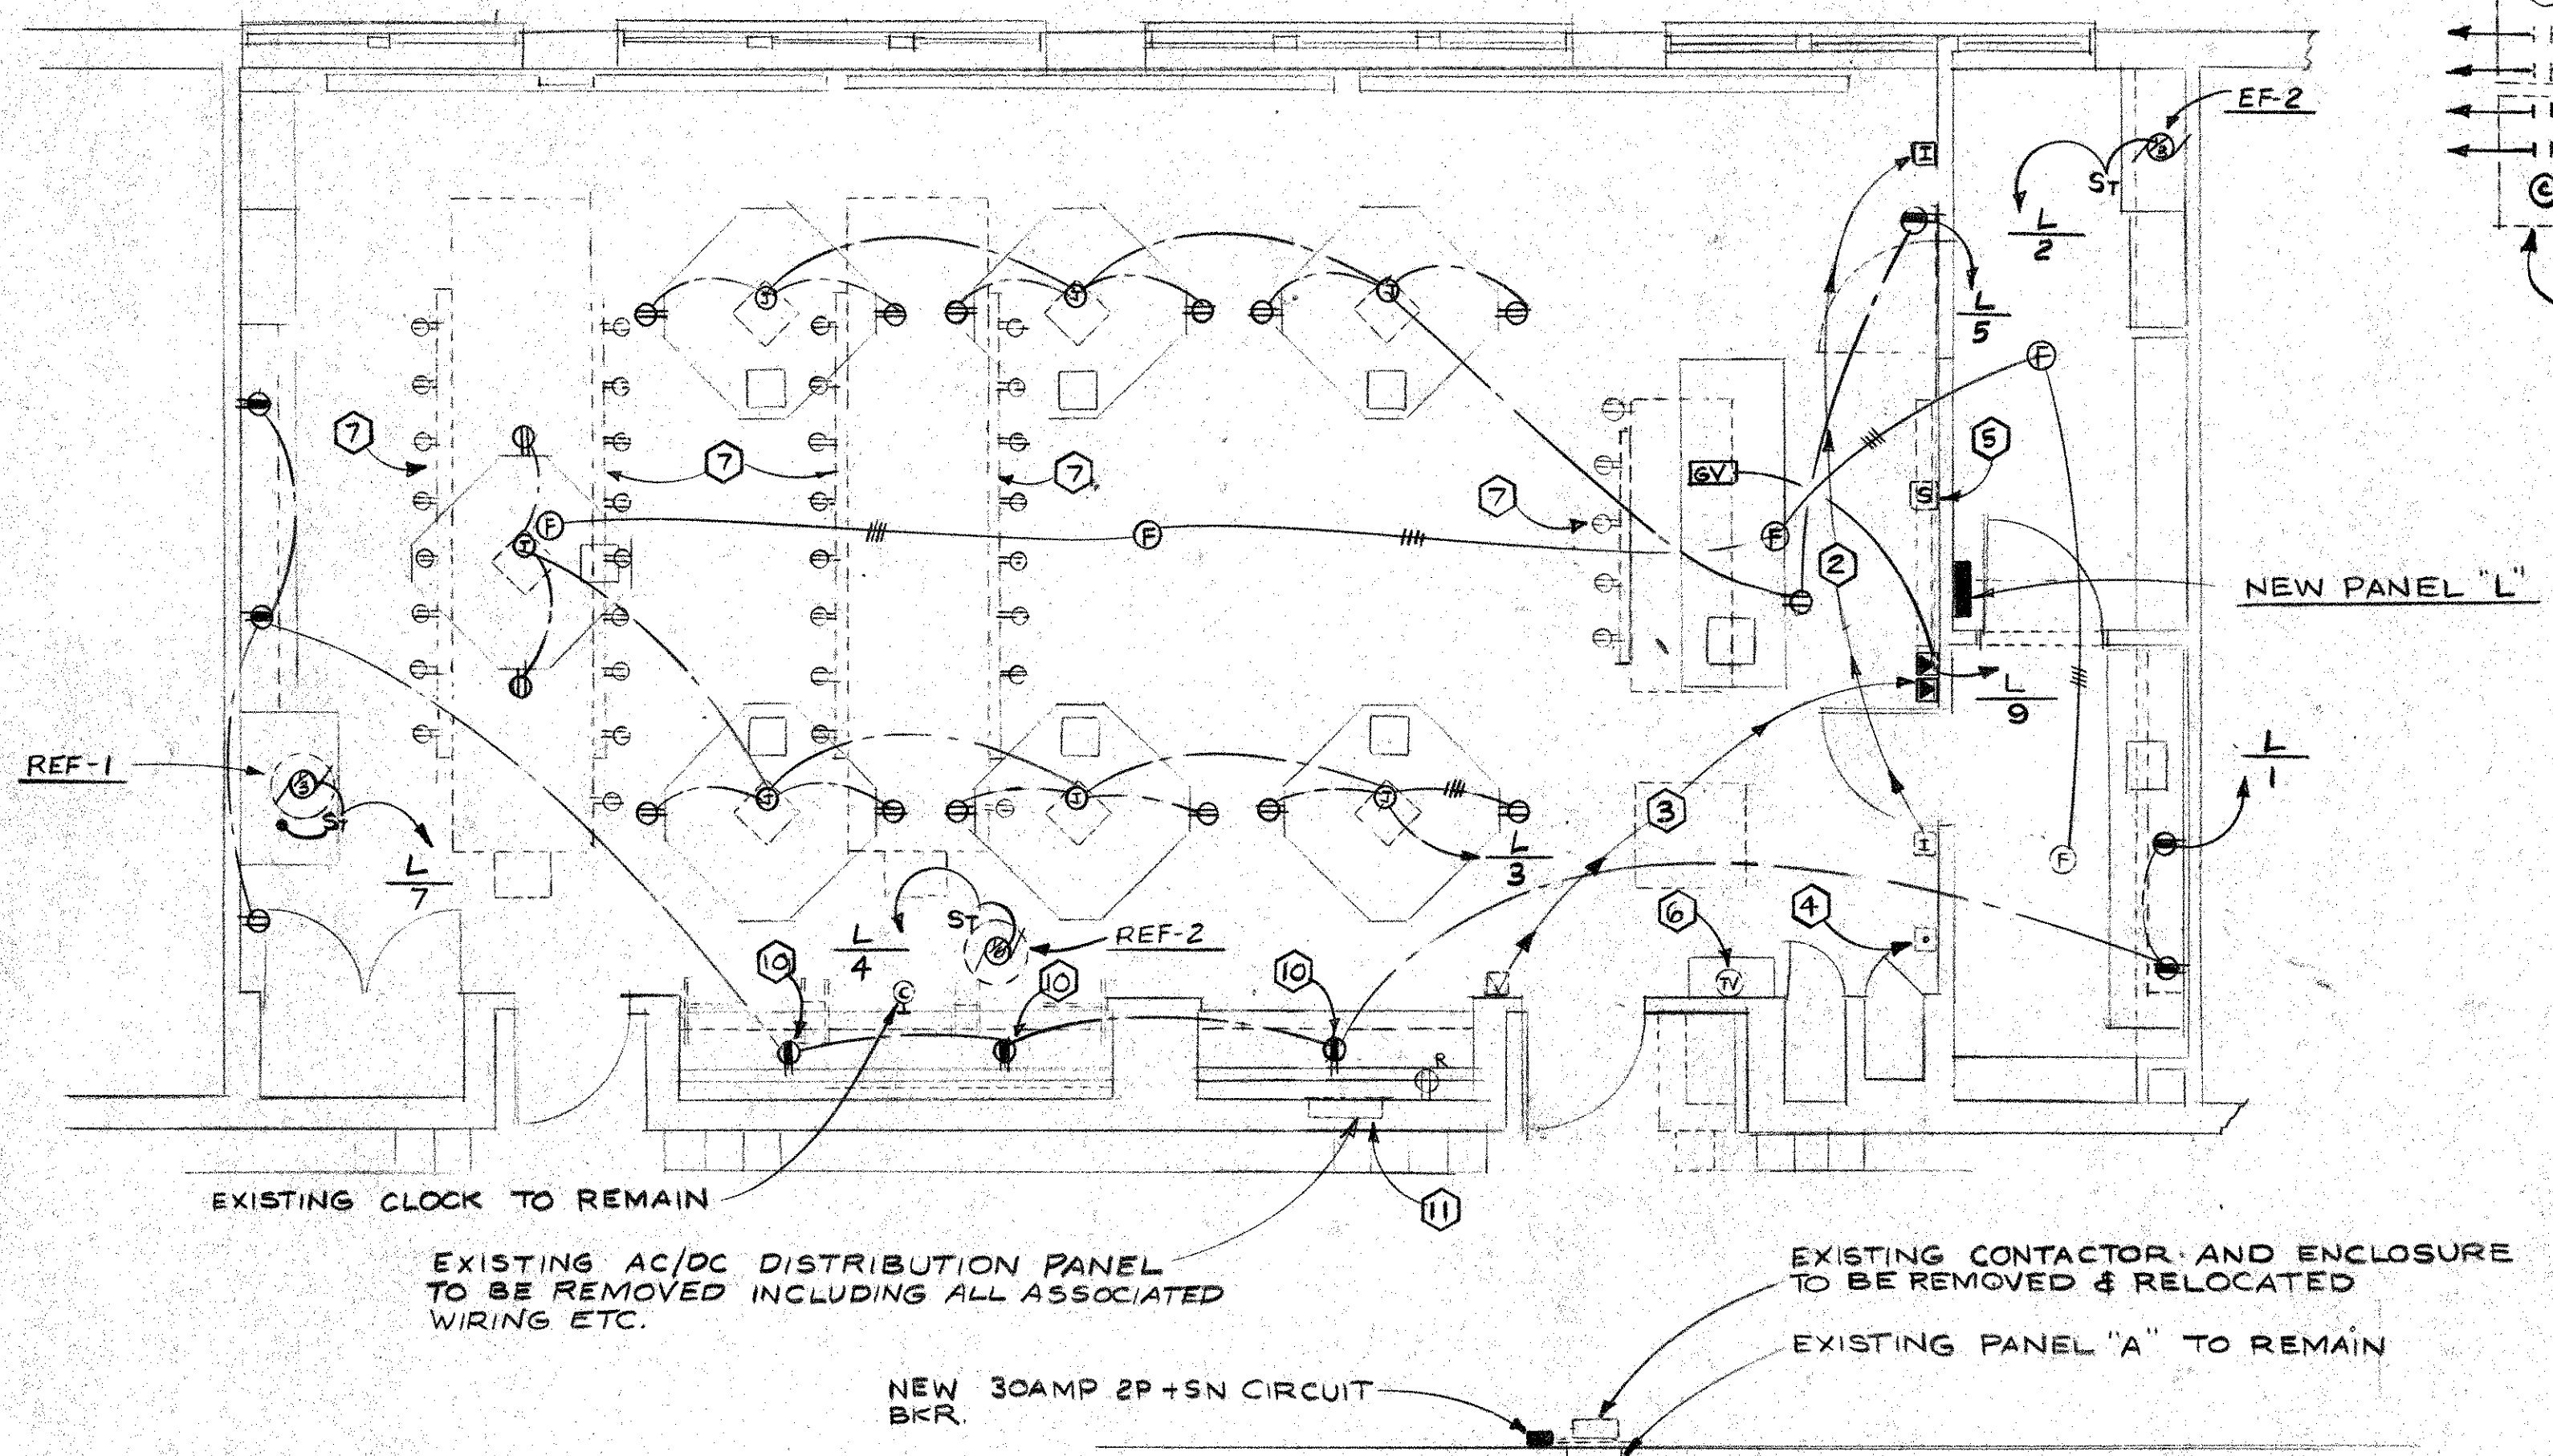 EF-2
ST
L
2
I
L
5
J
J
J
F
7
7
7
7
GV
5
S
F
J
F
F
2
NEW PANEL "L"
L
9
REF-1
3
ST
L
7
J
J
J
L
3
3
L
1
F
I
ST
L
4
REF-2
10
10
10
C
6
4
TV
V
R
EXISTING CLOCK TO REMAIN
11
EXISTING AC/DC DISTRIBUTION PANEL
TO BE REMOVED INCLUDING ALL ASSOCIATED
WIRING ETC.
EXISTING CONTACTOR AND ENCLOSURE
TO BE REMOVED & RELOCATED
EXISTING PANEL "A" TO REMAIN
NEW 30AMP 2P+SN CIRCUIT
BKR.